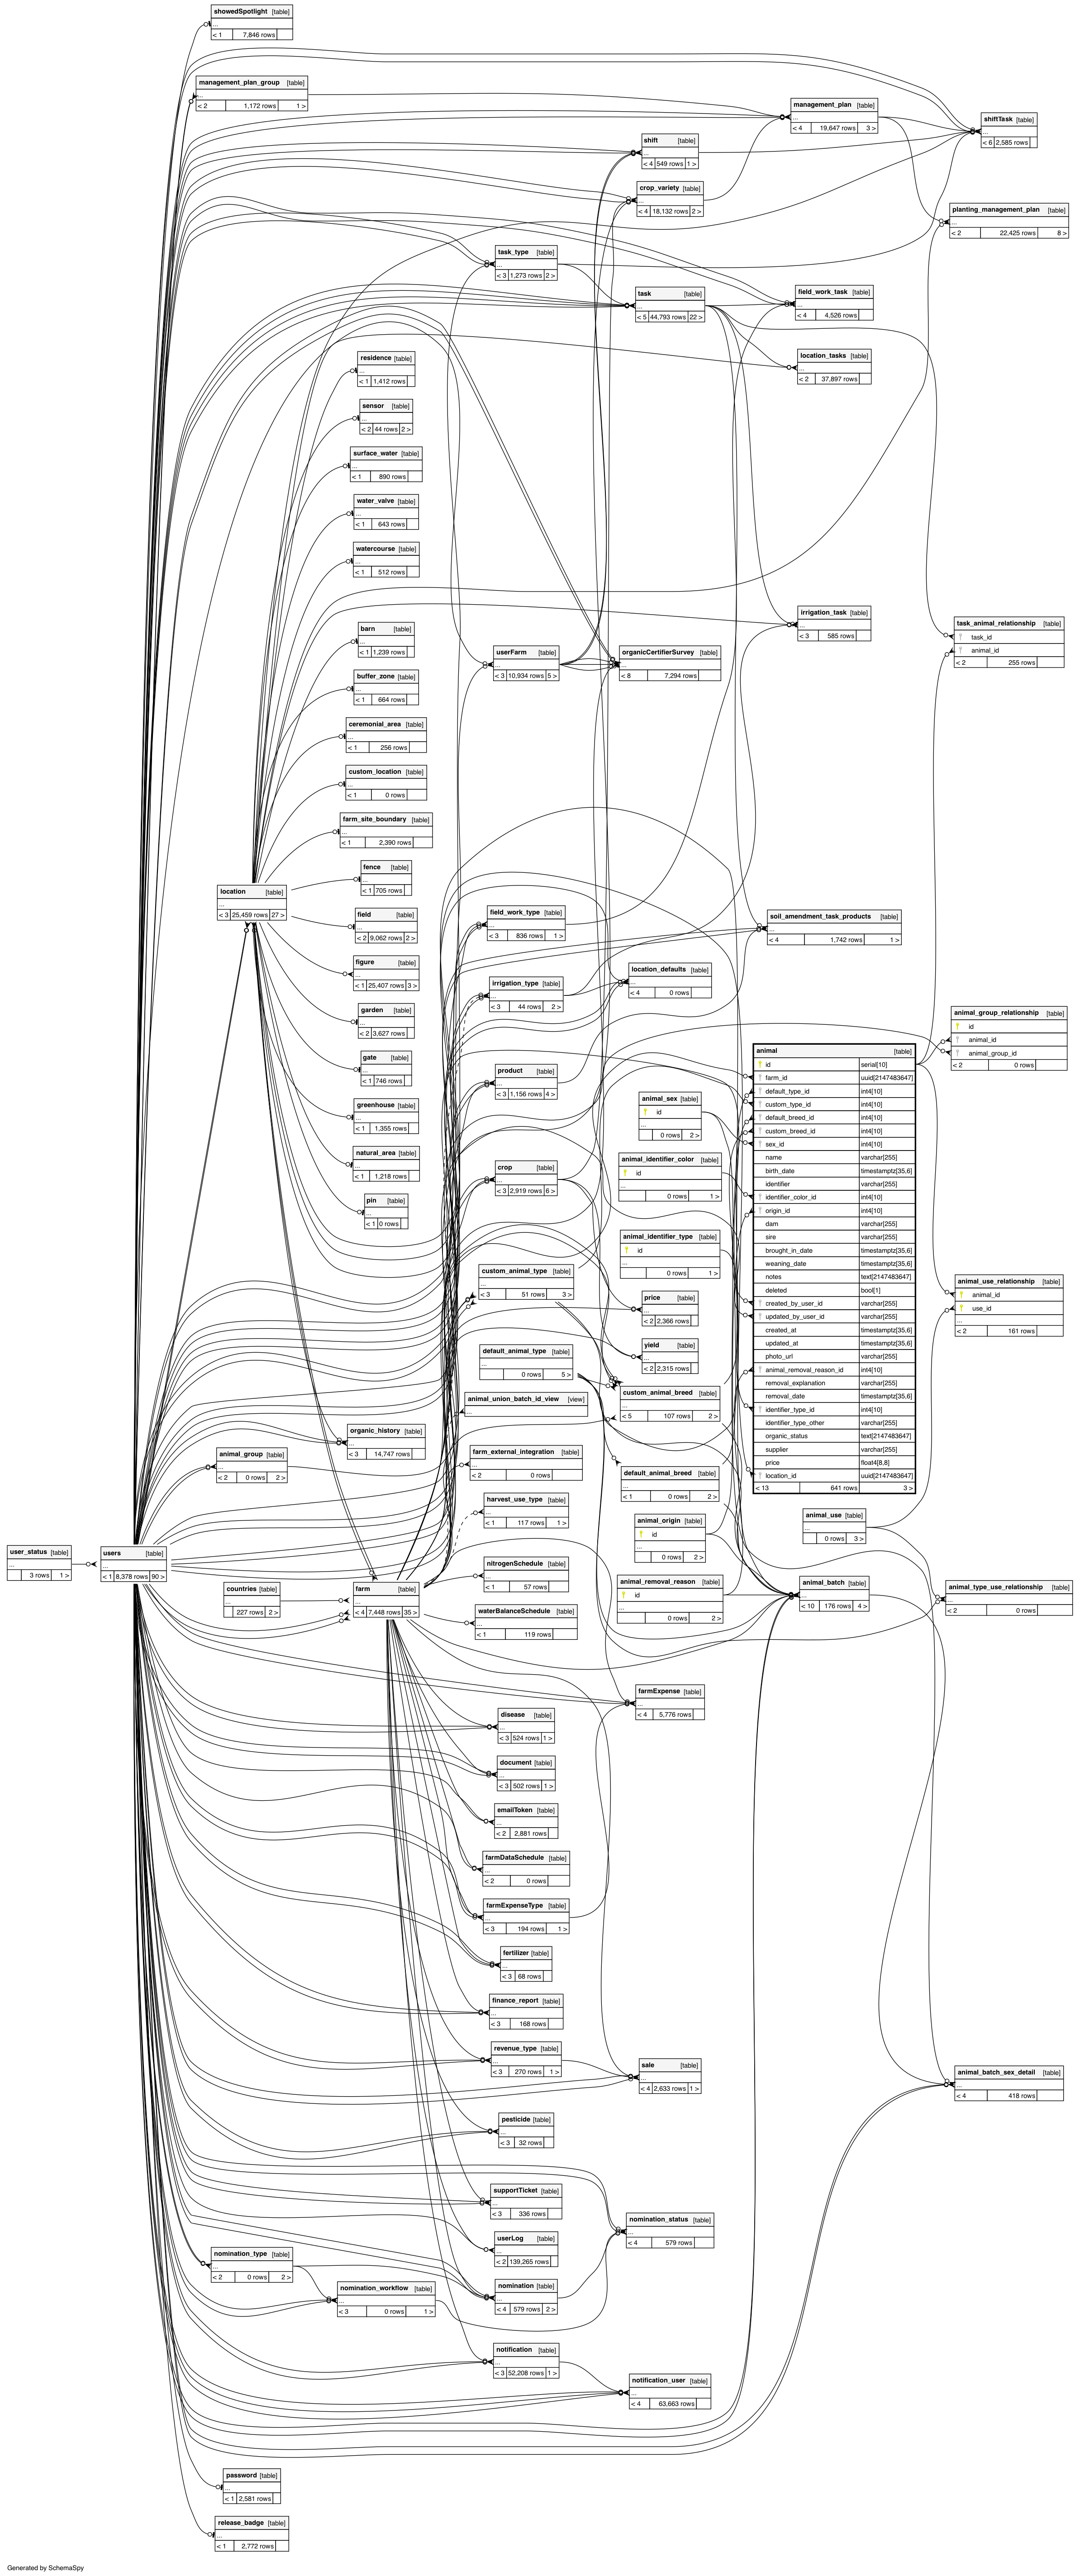 showedSpotlight [table]
...
< 1 7,846 rows
management_plan_group [table]
...
< 2 1,172 rows 1 >
management_plan [table]
...
< 4 19,647 rows 3 >
shiftTask [table]
...
< 6 2,585 rows
shift [table]
...
< 4 549 rows 1 >
crop_variety [table]
...
< 4 18,132 rows 2 >
planting_management_plan [table]
...
< 2 22,425 rows 8 >
task_type [table]
...
< 3 1,273 rows 2 >
task [table]
...
< 5 44,793 rows 22 >
field_work_task [table]
...
< 4 4,526 rows
location_tasks [table]
...
< 2 37,897 rows
residence [table]
...
< 1 1,412 rows
sensor [table]
...
< 2 44 rows 2 >
surface_water [table]
...
< 1 890 rows
water_valve [table]
...
< 1 643 rows
watercourse [table]
...
< 1 512 rows
irrigation_task [table]
...
< 3 585 rows
task_animal_relationship [table]
task_id
animal_id
< 2 255 rows
barn [table]
...
< 1 1,239 rows
userFarm [table]
...
< 3 10,934 rows 5 >
organicCertifierSurvey [table]
...
< 8 7,294 rows
buffer_zone [table]
...
< 1 664 rows
ceremonial_area [table]
...
< 1 256 rows
custom_location [table]
...
< 1 0 rows
farm_site_boundary [table]
...
< 1 2,390 rows
fence [table]
...
< 1 705 rows
location [table]
...
< 3 25,459 rows 27 >
field [table]
...
< 2 9,062 rows 2 >
field_work_type [table]
...
< 3 836 rows 1 >
soil_amendment_task_products [table]
...
< 4 1,742 rows 1 >
figure [table]
...
< 1 25,407 rows 3 >
location_defaults [table]
...
< 4 0 rows
irrigation_type [table]
...
< 3 44 rows 2 >
garden [table]
...
< 2 3,627 rows
animal_group_relationship [table]
id
animal_id
animal_group_id
< 2 0 rows
gate [table]
...
< 1 746 rows
product [table]
...
< 1 1,156 rows 4 >
greenhouse [table]
...
< 1 1,355 rows
natural_area [table]
...
< 1 1,218 rows
pin [table]
...
< 1 0 rows
crop [table]
...
< 3 2,919 rows 6 >
animal_sex [table]
id
...
0 rows 2 >
animal_identifier_color [table]
id
...
0 rows 1 >
animal_identifier_type [table]
id
...
0 rows 1 >
animal [table]
id serial[10]
farm_id uuid[2147483647]
default_type_id int4[10]
custom_type_id int4[10]
default_breed_id int4[10]
custom_breed_id int4[10]
sex_id int4[10]
name varchar[255]
birth_date timestamptz[35,6]
identifier varchar[255]
identifier_color_id int4[10]
origin_id int4[10]
dam varchar[255]
sire varchar[255]
brought_in_date timestamptz[35,6]
weaning_date timestamptz[35,6]
notes text[2147483647]
deleted bool[1]
created_by_user_id varchar[255]
updated_by_user_id varchar[255]
created_at timestamptz[35,6]
updated_at timestamptz[35,6]
photo_url varchar[255]
animal_removal_reason_id int4[10]
removal_explanation varchar[255]
removal_date timestamptz[35,6]
identifier_type_id int4[10]
identifier_type_other varchar[255]
organic_status text[2147483647]
supplier varchar[255]
price float4[8,8]
location_id uuid[2147483647]
< 13 641 rows 3 >
custom_animal_type [table]
...
< 3 51 rows 3 >
price [table]
...
< 2 2,366 rows
animal_use_relationship [table]
animal_id
use_id
...
< 2 161 rows
yield [table]
...
< 2 2,315 rows
default_animal_type [table]
...
0 rows 5 >
animal_union_batch_id_view [view]
...
custom_animal_breed [table]
...
< 5 107 rows 2 >
organic_history [table]
...
< 3 14,747 rows
animal_group [table]
...
< 2 0 rows 2 >
farm_external_integration [table]
...
< 2 0 rows
default_animal_breed [table]
...
< 1 0 rows 2 >
harvest_use_type [table]
...
< 1 117 rows 1 >
animal_origin [table]
id
...
0 rows 2 >
animal_use [table]
...
0 rows 3 >
user_status [table]
...
3 rows 1 >
users [table]
...
< 1 8,378 rows 90 >
countries [table]
...
227 rows 2 >
farm [table]
...
< 4 7,448 rows 35 >
nitrogenSchedule [table]
...
< 1 57 rows
animal_removal_reason [table]
id
...
0 rows 2 >
animal_batch [table]
...
< 10 176 rows 4 >
animal_type_use_relationship [table]
...
< 2 0 rows
waterBalanceSchedule [table]
...
< 1 119 rows
farmExpense [table]
...
< 4 5,776 rows
disease [table]
...
< 3 524 rows 1 >
document [table]
...
< 3 502 rows 1 >
emailToken [table]
...
< 2 2,881 rows
farmDataSchedule [table]
...
< 2 0 rows
farmExpenseType [table]
...
< 3 194 rows 1 >
fertilizer [table]
...
< 3 68 rows
finance_report [table]
...
< 3 168 rows
revenue_type [table]
...
< 3 270 rows 1 >
sale [table]
...
< 4 2,633 rows 1 >
animal_batch_sex_detail [table]
...
< 4 418 rows
pesticide [table]
...
< 3 32 rows
supportTicket [table]
...
< 3 336 rows
nomination_status [table]
...
< 4 579 rows
userLog [table]
...
< 2 139,265 rows
nomination_type [table]
...
< 2 0 rows 2 >
nomination_workflow [table]
...
< 3 0 rows 1 >
nomination [table]
...
< 4 579 rows 2 >
notification [table]
...
< 3 52,208 rows 1 >
notification_user [table]
...
< 4 63,663 rows
password [table]
...
< 1 2,581 rows
release_badge [table]
...
< 1 2,772 rows
Generated by SchemaSpy